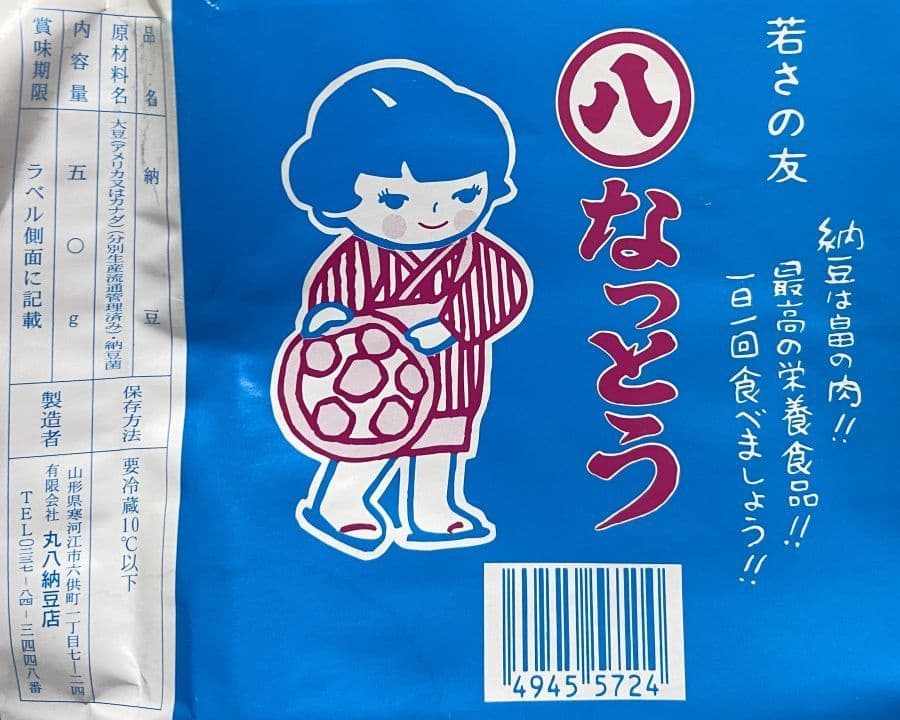 若さの友
納豆は畠の肉!!
最高の栄養食品!!
一日一回食べましょう!!
八
なっとう
品名 納豆
原材料名 大豆(アメリカ又はカナダ)(分別生産流通管理済み)・納豆菌
内容量 五〇g
賞味期限 ラベル側面に記載
保存方法 要冷蔵10℃以下
製造者 山形県寒河江市六供町一丁目七ー二四
有限会社 丸八納豆店
TEL〇二三七ー八四ー二四四八番
4945 5724